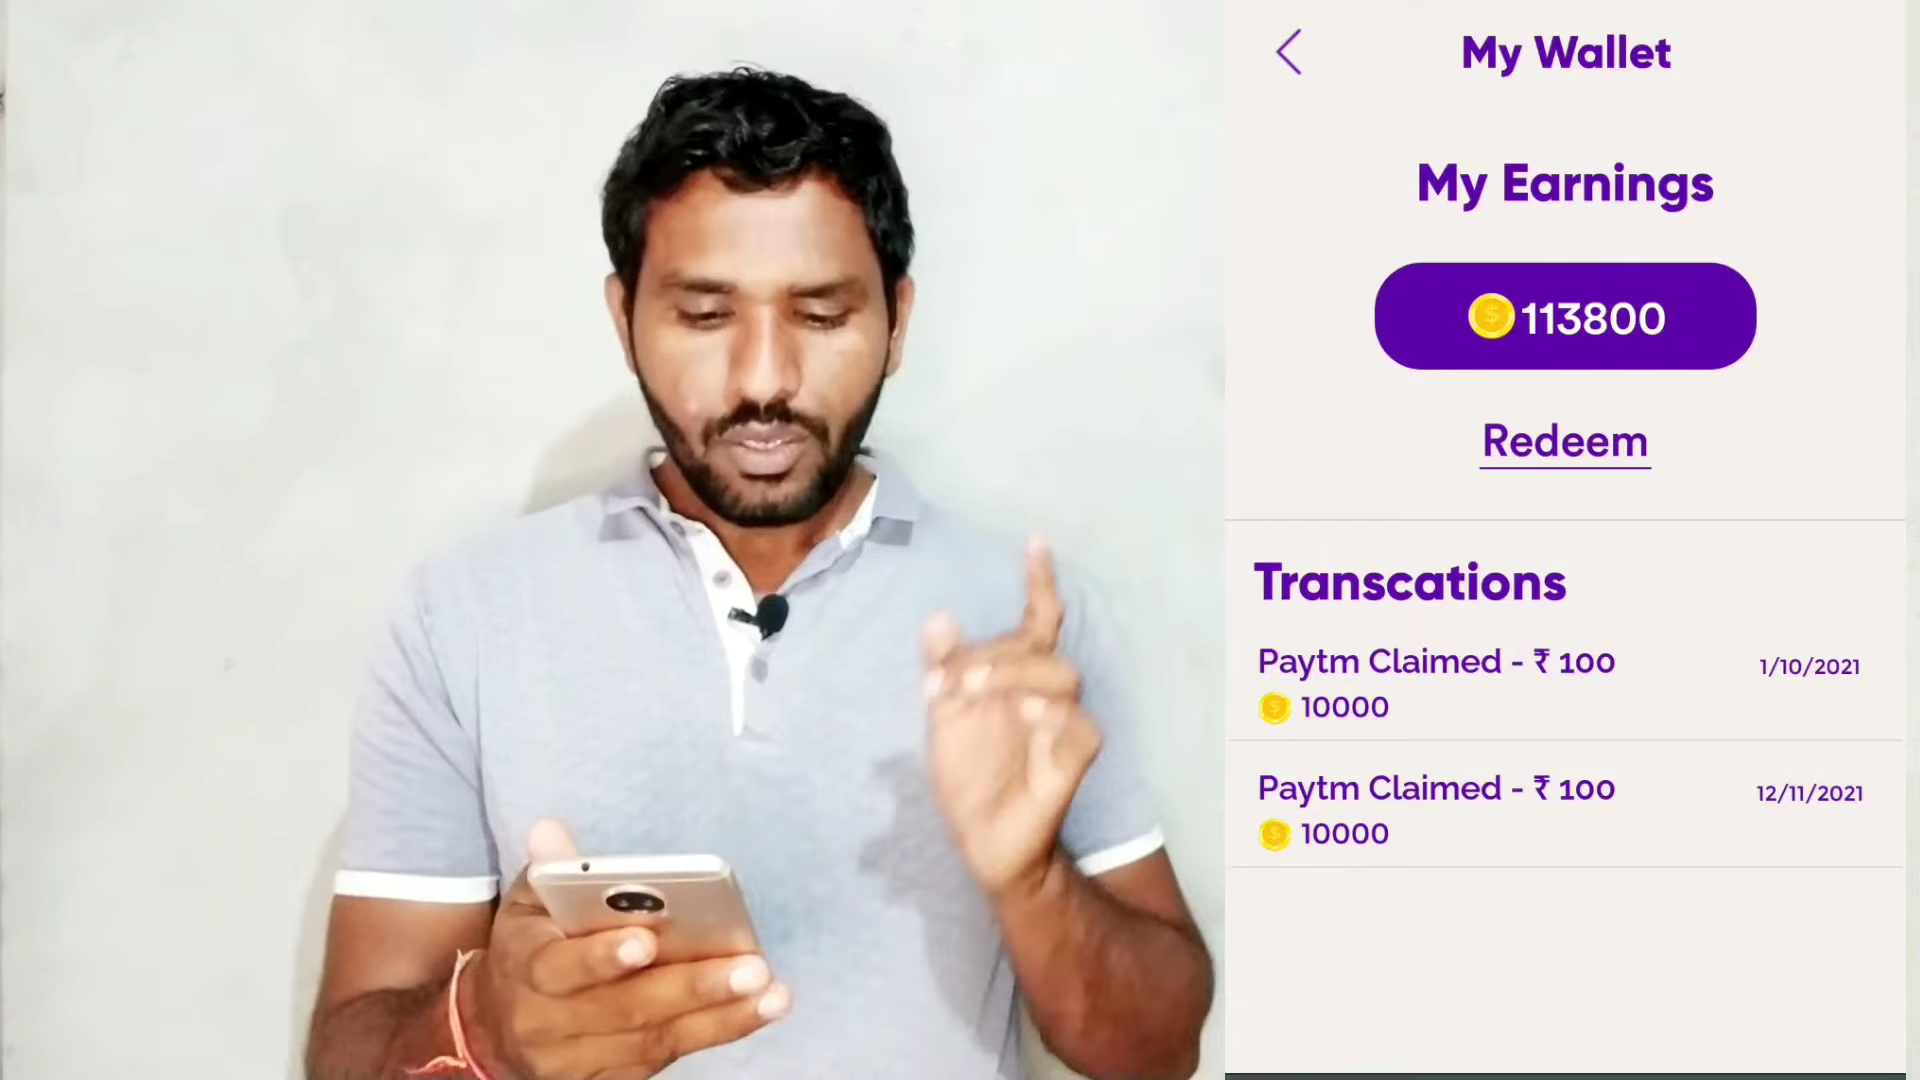 My Wallet
My Earnings
113800
Redeem
Transcations
Paytm Claimed - ₹ 100
1/10/2021
10000
Paytm Claimed - ₹ 100
12/11/2021
10000